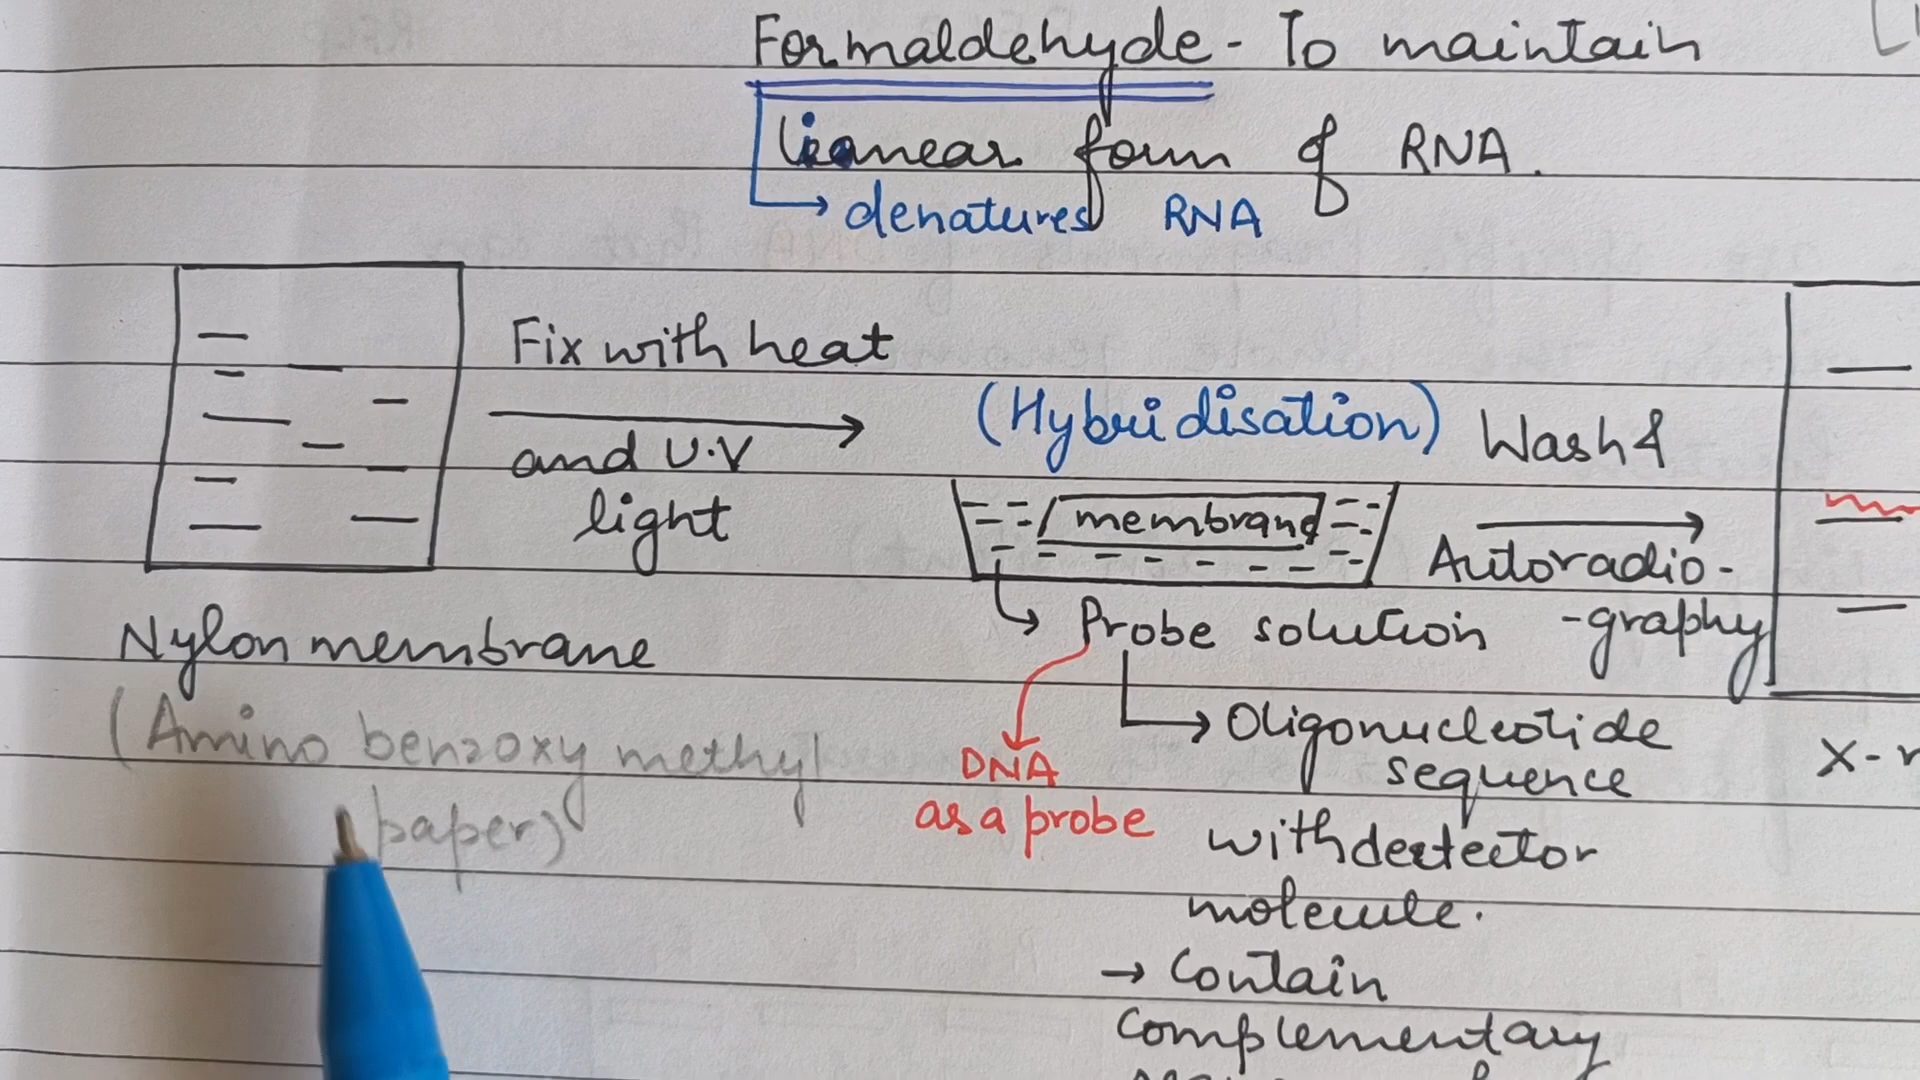 Formaldehyde - To maintain
lianear form of RNA.
denatures RNA
Fix with heat
and U.V
light
(Hybridisation)
Wash &
membrane
Autoradio-
-graphy
Probe solution
Nylon membrane
(Amino benzoxy methyl
paper)
DNA
as a probe
Oligonucleotide
sequence
with detector
molecule.
→ Contain
Complementary
X-r